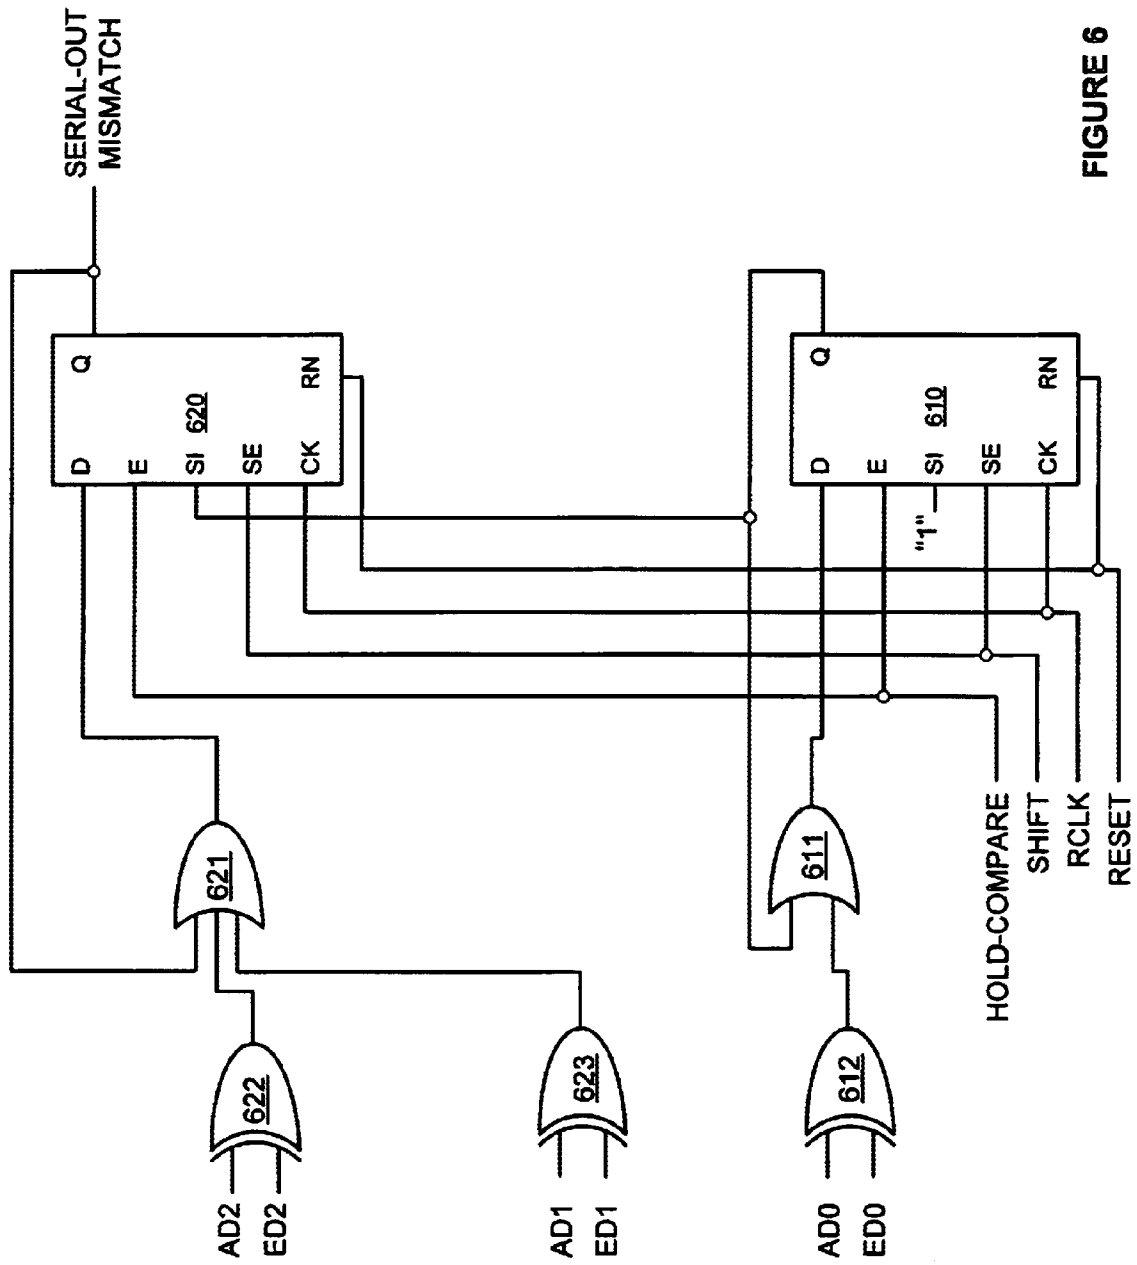 SERIAL-OUT
MISMATCH
D
Q
E
SI
620
SE
CK
RN
621
AD2
ED2
622
AD1
ED1
623
D
Q
E
"1"
SI
610
SE
CK
RN
611
AD0
ED0
612
HOLD-COMPARE
SHIFT
RCLK
RESET
FIGURE 6